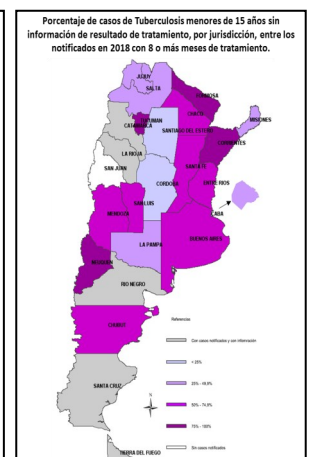 Porcentaje de casos de Tuberculosis menores de 15 años sin
información de resultado de tratamiento, por jurisdicción, entre los
notificados en 2018 con 8 o más meses de tratamiento.
JUJUY
SALTA
FORMOSA
CHACO
MISIONES
TUCUMAN
CATAMARCA
SANTIAGO DEL ESTERO
CORRIENTES
LA RIOJA
SANTA FE
SAN JUAN
CORDOBA
ENTRE RIOS
SAN LUIS
CABA
MENDOZA
BUENOS AIRES
LA PAMPA
NEUQUEN
RIO NEGRO
CHUBUT
SANTA CRUZ
TIERRA DEL FUEGO
N
Referencias
Con casos notificados y con información
< 25%
25% - 49,9%
50% - 74,9%
75% - 100%
Sin casos notificados